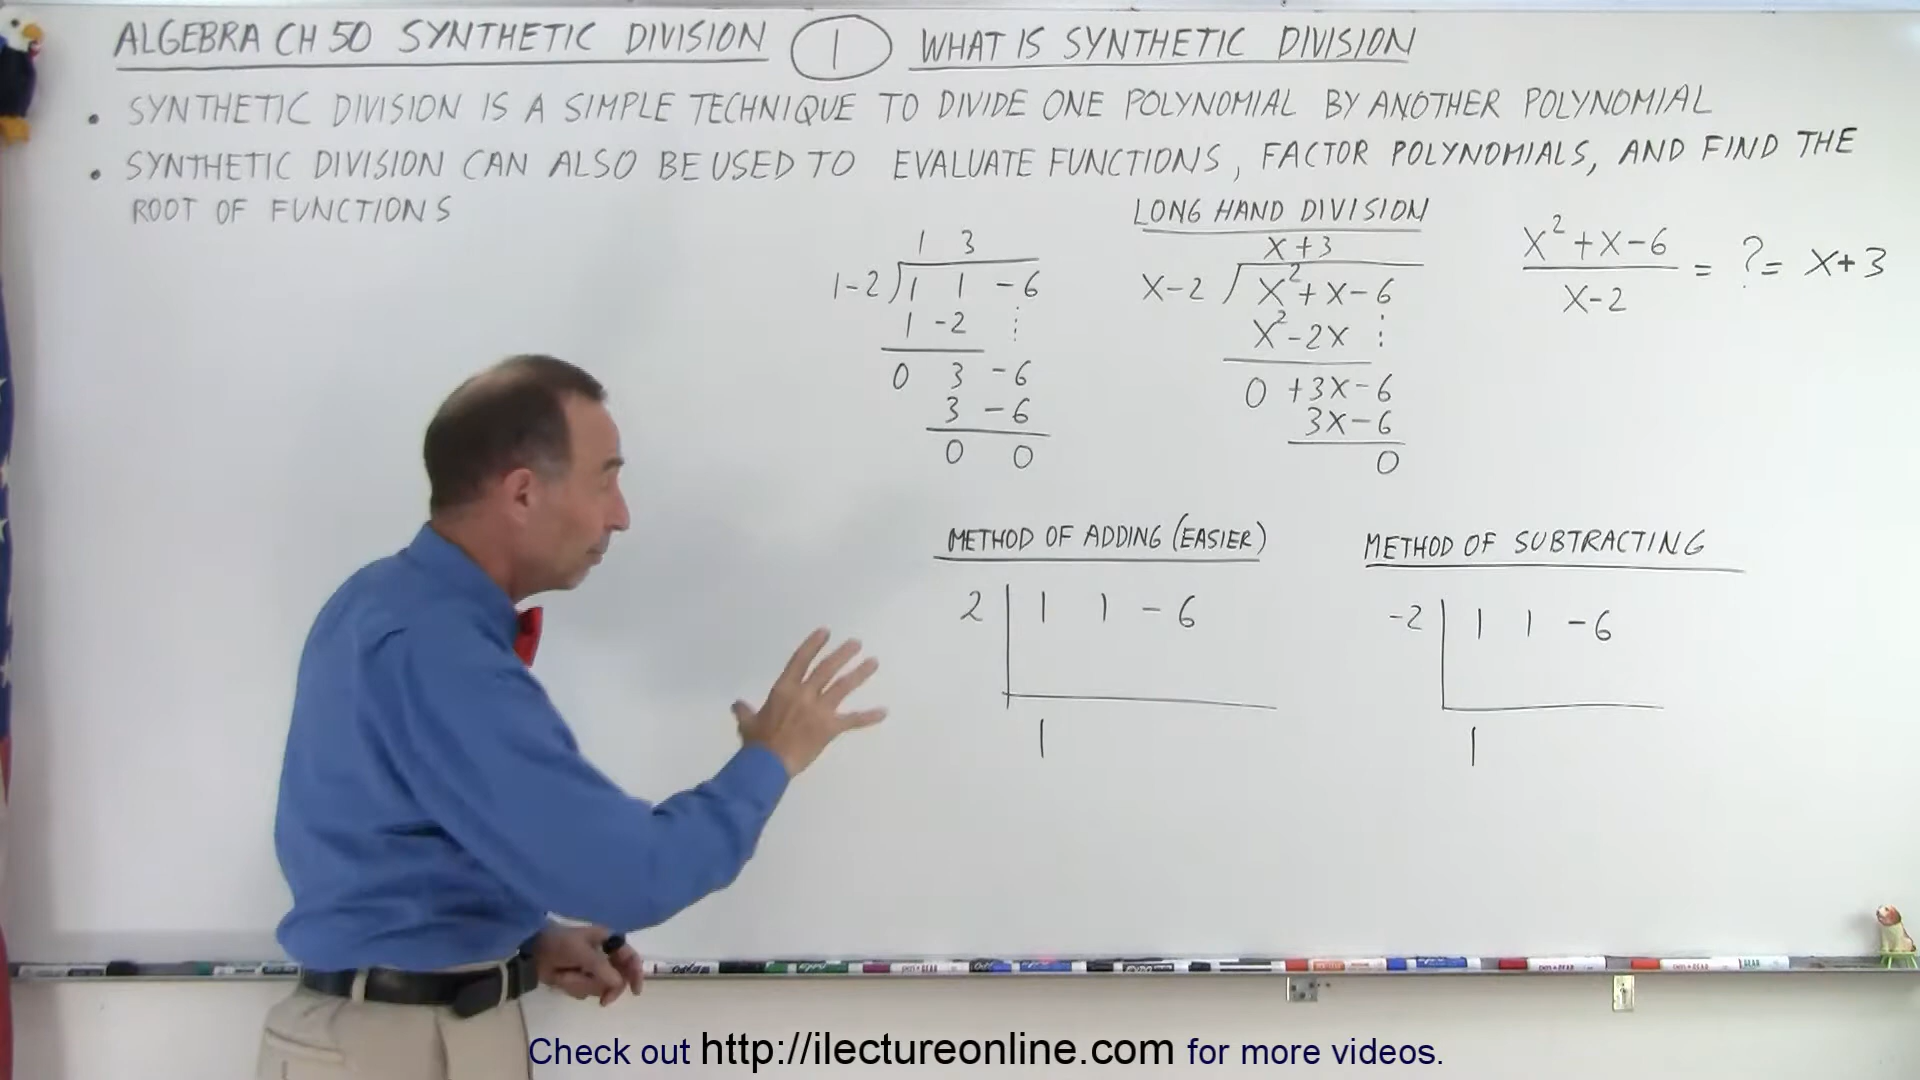 ALGEBRA CH 50 SYNTHETIC DIVISION 1 WHAT IS SYNTHETIC DIVISION
• SYNTHETIC DIVISION IS A SIMPLE TECHNIQUE TO DIVIDE ONE POLYNOMIAL BY ANOTHER POLYNOMIAL
• SYNTHETIC DIVISION CAN ALSO BE USED TO EVALUATE FUNCTIONS, FACTOR POLYNOMIALS, AND FIND THE
ROOT OF FUNCTIONS
1 3
1-2 ) 1 1 -6
1 -2
0 3 -6
3 -6
0 0
LONG HAND DIVISION
x+3
x-2 ) x²+x-6
x²-2x
0 +3x-6
3x-6
0
x²+x-6
x-2
= ? = x+3
METHOD OF ADDING (EASIER)
2 | 1 1 -6
1
METHOD OF SUBTRACTING
-2 | 1 1 -6
1
Check out http://ilectureonline.com for more videos.